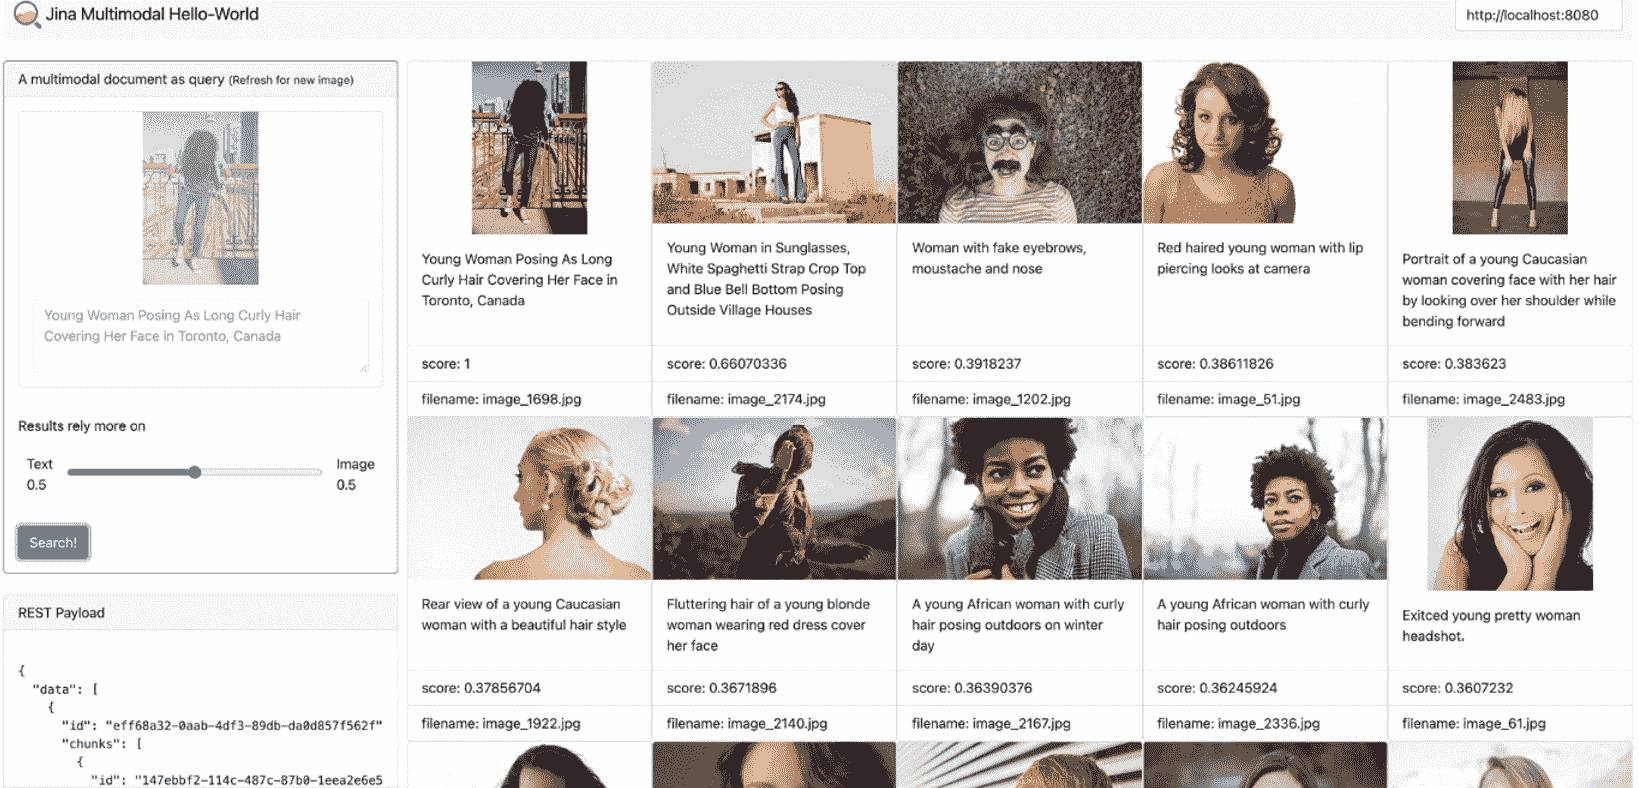 Jina Multimodal Hello-World
http://localhost:8080
A multimodal document as query (Refresh for new image)
Young Woman Posing As Long Curly Hair
Covering Her Face in Toronto, Canada
Results rely more on
Text
Image
0.5
0.5
Search!
REST Payload
{
"data": [
{
"id": "eff68a32-0aab-4df3-89db-da0d857f562f"
"chunks": [
{
"id": "147ebbf2-114c-487c-87b0-1eea2e6e5
Young Woman Posing As Long
Curly Hair Covering Her Face in
Toronto, Canada
score: 1
filename: image_1698.jpg
Young Woman in Sunglasses,
White Spaghetti Strap Crop Top
and Blue Bell Bottom Posing
Outside Village Houses
score: 0.66070336
filename: image_2174.jpg
Woman with fake eyebrows,
moustache and nose
score: 0.3918237
filename: image_1202.jpg
Red haired young woman with lip
piercing looks at camera
score: 0.38611826
filename: image_51.jpg
Portrait of a young Caucasian
woman covering face with her hair
by looking over her shoulder while
bending forward
score: 0.383623
filename: image_2483.jpg
Rear view of a young Caucasian
woman with a beautiful hair style
score: 0.37856704
filename: image_1922.jpg
Fluttering hair of a young blonde
woman wearing red dress cover
her face
score: 0.3671896
filename: image_2140.jpg
A young African woman with curly
hair posing outdoors on winter
day
score: 0.36390376
filename: image_2167.jpg
A young African woman with curly
hair posing outdoors
score: 0.36245924
filename: image_2336.jpg
Exitced young pretty woman
headshot.
score: 0.3607232
filename: image_61.jpg